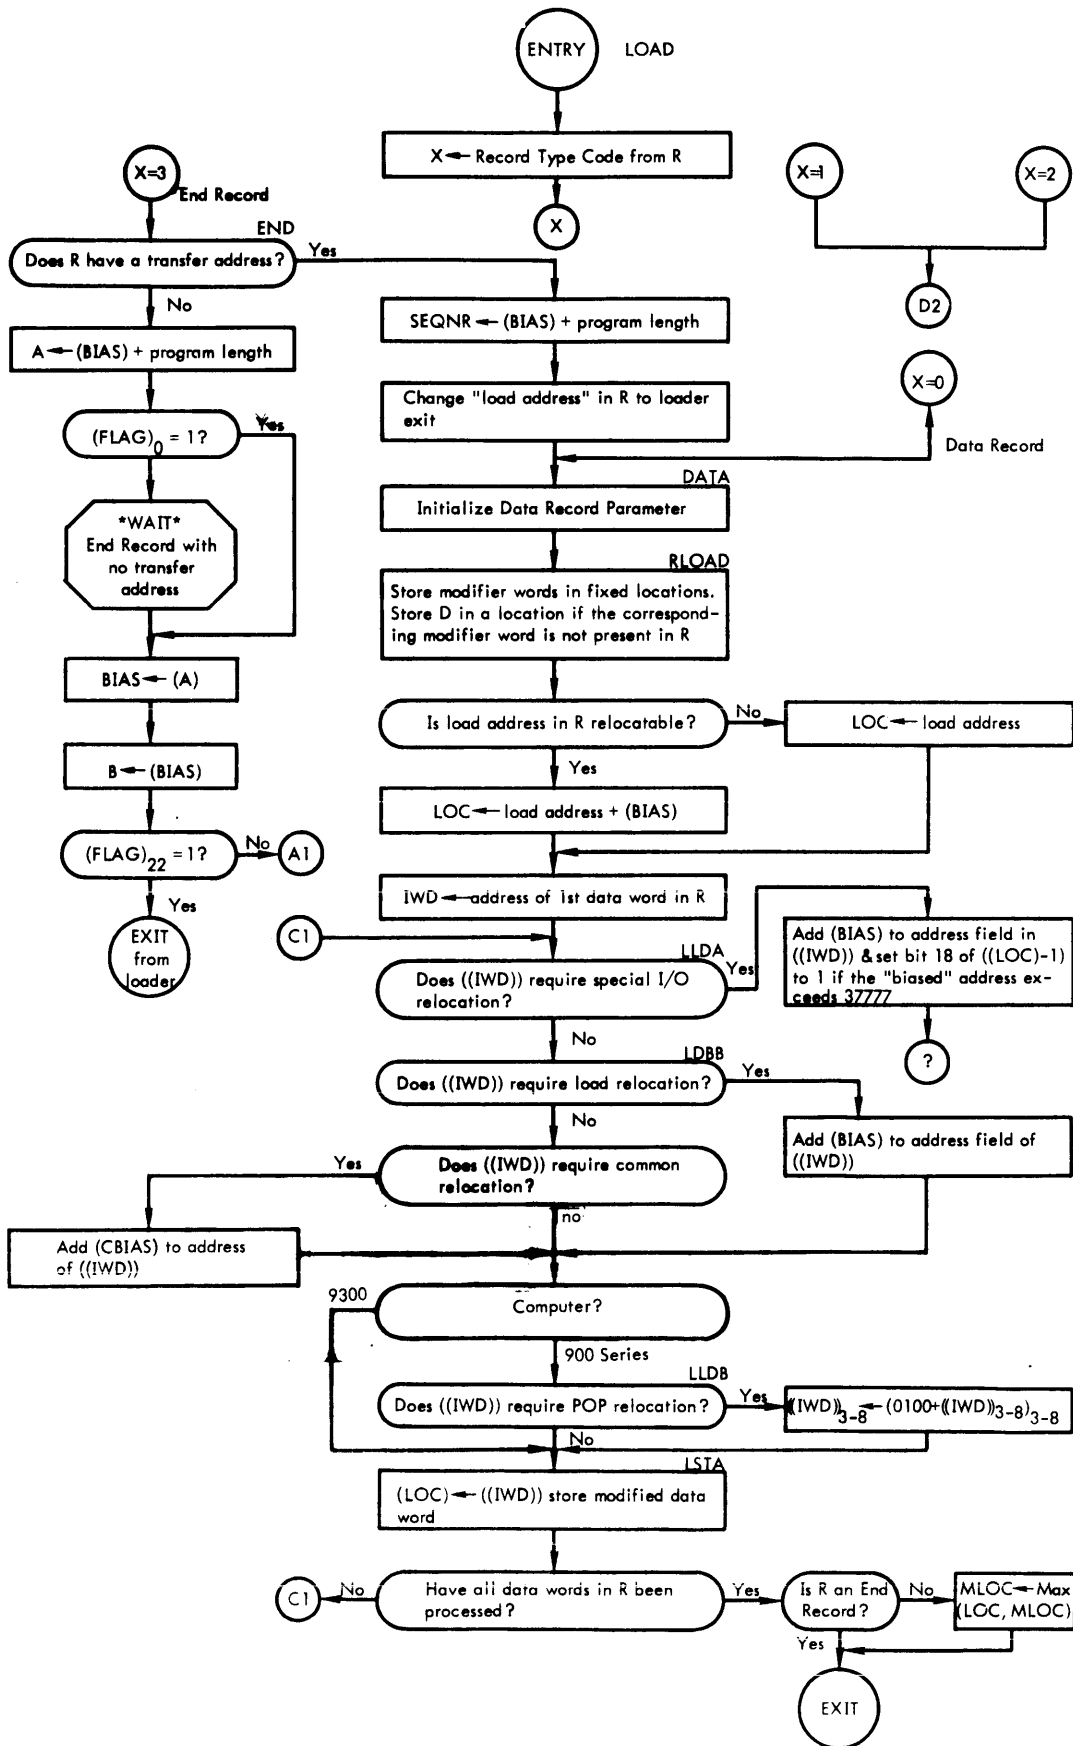 ENTRY
LOAD
X ← Record Type Code from R
X
X=3
End Record
X=1
X=2
D2
END
Does R have a transfer address?
Yes
No
A ← (BIAS) + program length
SEQNR ← (BIAS) + program length
Change "load address" in R to loader
exit
X=0
Data Record
(FLAG)0 = 1?
Yes
*WAIT*
End Record with
no transfer
address
DATA
Initialize Data Record Parameter
RLOAD
Store modifier words in fixed locations.
Store D in a location if the correspond-
ing modifier word is not present in R
BIAS ← (A)
B ← (BIAS)
(FLAG)22 = 1?
No
A1
Yes
EXIT
from
loader
Is load address in R relocatable?
No
LOC ← load address
Yes
LOC ← load address + (BIAS)
IWD ← address of 1st data word in R
C1
LLDA
Does ((IWD)) require special I/O
relocation?
Yes
Add (BIAS) to address field in
((IWD)) & set bit 18 of ((LOC)-1)
to 1 if the "biased" address ex-
ceeds 37777
?
No
LDBB
Does ((IWD)) require load relocation?
Yes
Add (BIAS) to address field of
((IWD))
No
Does ((IWD)) require common
relocation?
Yes
no
Add (CBIAS) to address
of ((IWD))
Computer?
9300
900 Series
LLDB
Does ((IWD)) require POP relocation?
Yes
((IWD))3-8 ← (0100+((IWD))3-8)3-8
No
LSTA
(LOC) ← ((IWD)) store modified data
word
Have all data words in R been
processed?
No
C1
Yes
Is R an End
Record?
No
MLOC ← Max
(LOC, MLOC)
Yes
EXIT